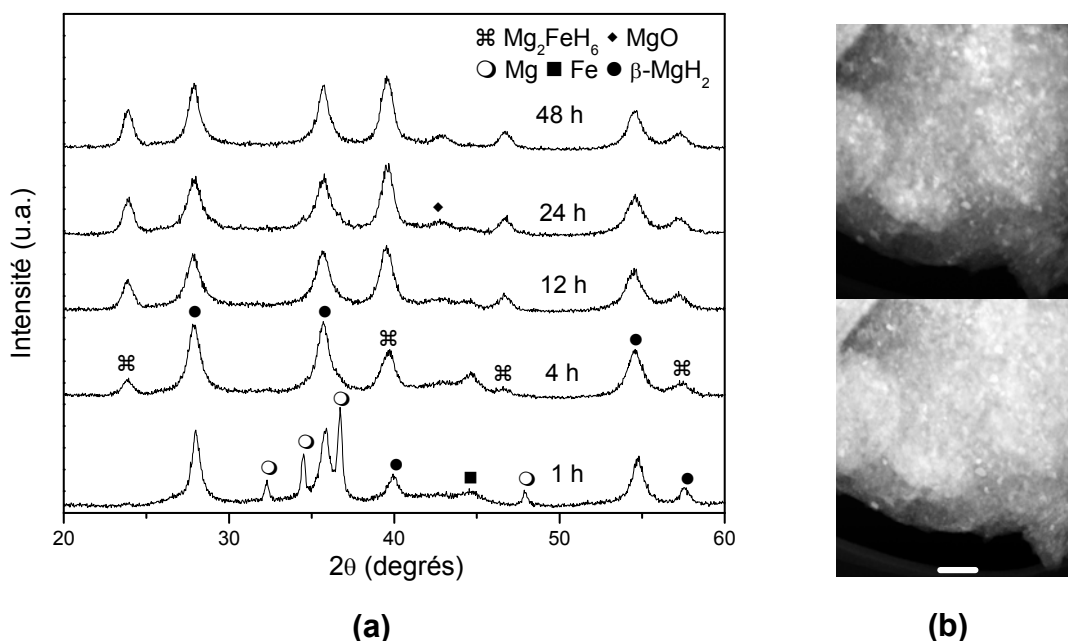 ⌘ Mg₂FeH₆ ◆ MgO
Mg ■ Fe ● β-MgH₂
48 h
24 h
12 h
4 h
1 h
Intensité (u.a.)
20 30 40 50 60
2θ (degrés)
(a) (b)